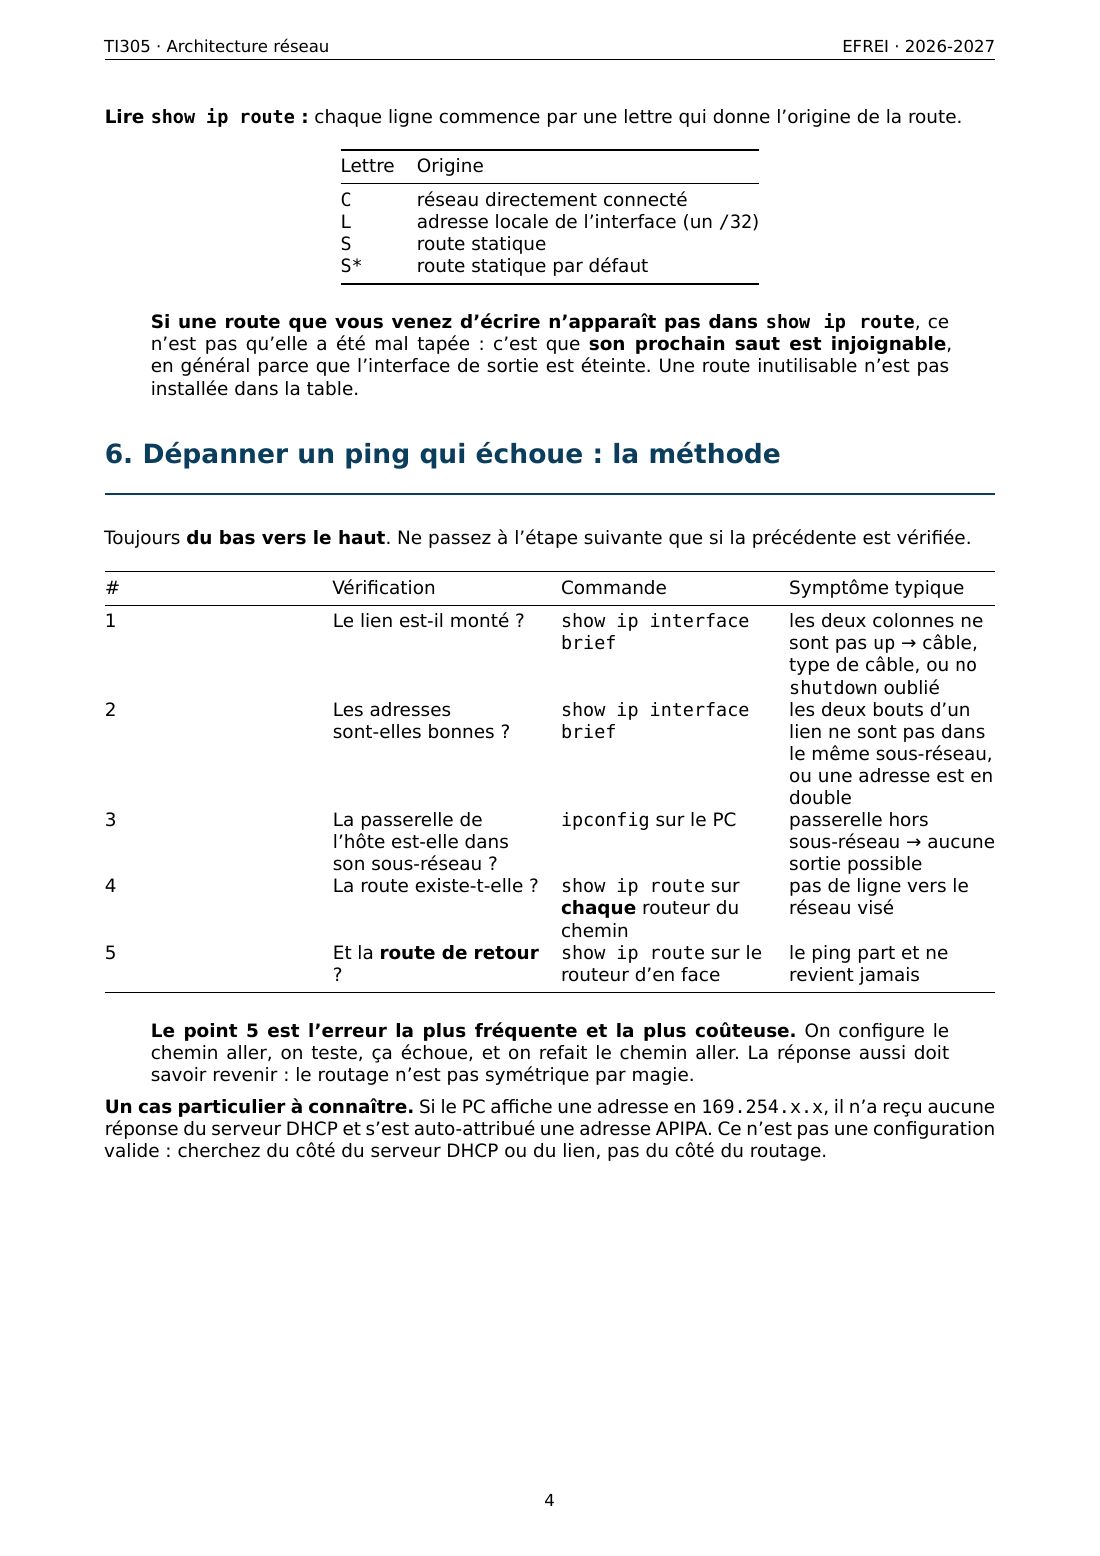 TI305 · Architecture réseau EFREI · 2026-2027
Lire show ip route : chaque ligne commence par une lettre qui donne l’origine de la route.
Lettre Origine
C réseau directement connecté
L adresse locale de l’interface (un /32)
S route statique
S* route statique par défaut
Si une route que vous venez d’écrire n’apparaît pas dans show ip route, ce
n’est pas qu’elle a été mal tapée : c’est que son prochain saut est injoignable,
en général parce que l’interface de sortie est éteinte. Une route inutilisable n’est pas
installée dans la table.
6. Dépanner un ping qui échoue : la méthode
Toujours du bas vers le haut. Ne passez à l’étape suivante que si la précédente est vérifiée.
# Vérification Commande Symptôme typique
1 Le lien est-il monté ? show ip interface les deux colonnes ne
brief sont pas up → câble,
type de câble, ou no
shutdown oublié
2 Les adresses show ip interface les deux bouts d’un
sont-elles bonnes ? brief lien ne sont pas dans
le même sous-réseau,
ou une adresse est en
double
3 La passerelle de ipconfig sur le PC passerelle hors
l’hôte est-elle dans sous-réseau → aucune
son sous-réseau ? sortie possible
4 La route existe-t-elle ? show ip route sur pas de ligne vers le
chaque routeur du réseau visé
chemin
5 Et la route de retour show ip route sur le le ping part et ne
? routeur d’en face revient jamais
Le point 5 est l’erreur la plus fréquente et la plus coûteuse. On configure le
chemin aller, on teste, ça échoue, et on refait le chemin aller. La réponse aussi doit
savoir revenir : le routage n’est pas symétrique par magie.
Un cas particulier à connaître. Si le PC affiche une adresse en 169.254.x.x, il n’a reçu aucune
réponse du serveur DHCP et s’est auto-attribué une adresse APIPA. Ce n’est pas une configuration
valide : cherchez du côté du serveur DHCP ou du lien, pas du côté du routage.
4